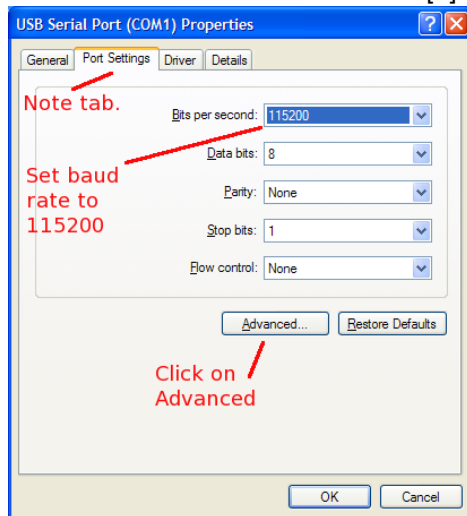 USB Serial Port (COM1) Properties
General Port Settings Driver Details
Note tab.
Bits per second: 115200
Data bits: 8
Set baud
rate to
115200
Parity: None
Stop bits: 1
Flow control: None
Advanced... Restore Defaults
Click on
Advanced
OK Cancel